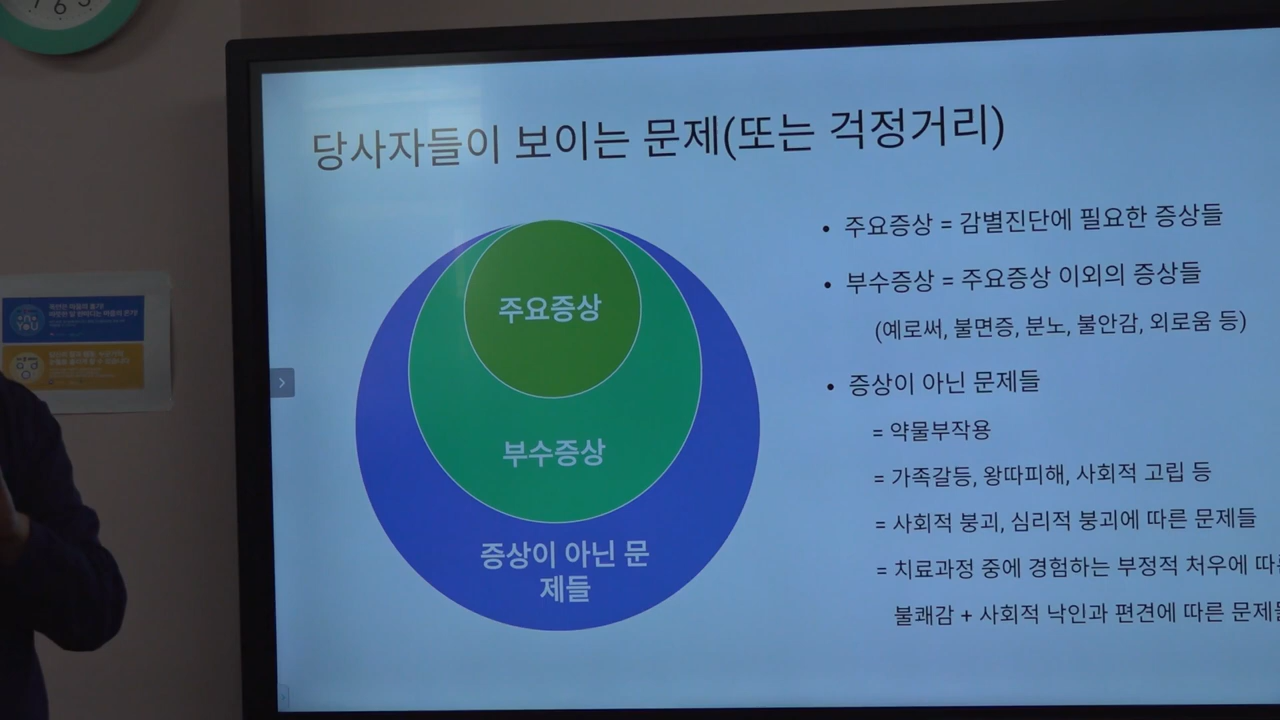 당사자들이 보이는 문제(또는 걱정거리)
주요증상
부수증상
증상이 아닌 문
제들
• 주요증상 = 감별진단에 필요한 증상들
• 부수증상 = 주요증상 이외의 증상들
(예로써, 불면증, 분노, 불안감, 외로움 등)
• 증상이 아닌 문제들
= 약물부작용
= 가족갈등, 왕따피해, 사회적 고립 등
= 사회적 붕괴, 심리적 붕괴에 따른 문제들
= 치료과정 중에 경험하는 부정적 처우에
불쾌감 + 사회적 낙인과 편견에 따른
YOU